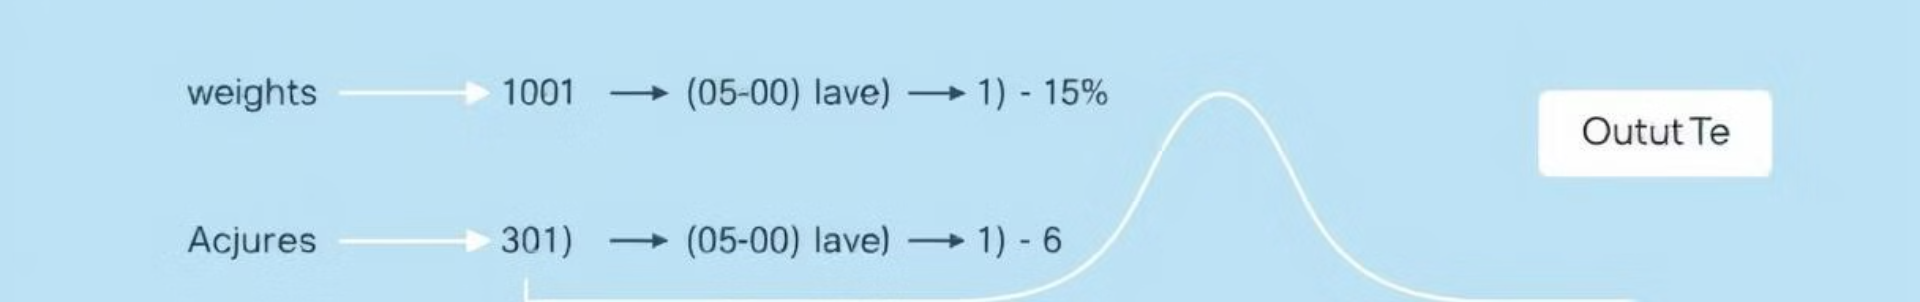 weights → 1001 → (05-00) lave) → 1) - 15%
Outut Te
Acjures → 301) → (05-00) lave) → 1) - 6